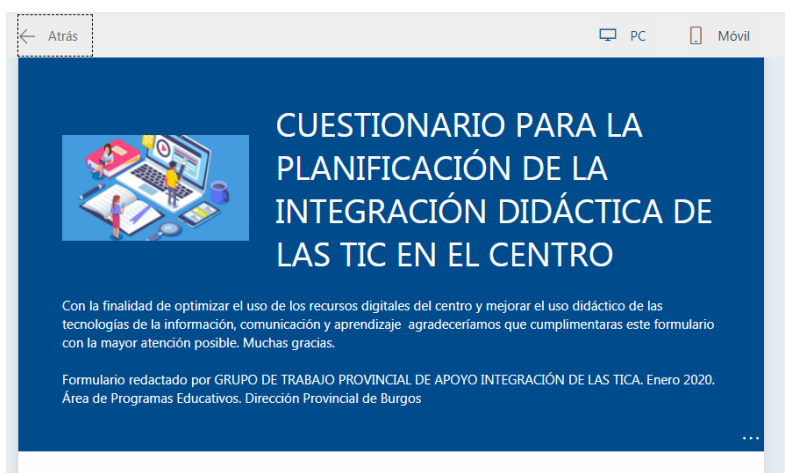 Atrás
PC
Móvil
CUESTIONARIO PARA LA
PLANIFICACIÓN DE LA
INTEGRACIÓN DIDÁCTICA DE
LAS TIC EN EL CENTRO
Con la finalidad de optimizar el uso de los recursos digitales del centro y mejorar el uso didáctico de las
tecnologías de la información, comunicación y aprendizaje agradeceríamos que cumplimentaras este formulario
con la mayor atención posible. Muchas gracias.
Formulario redactado por GRUPO DE TRABAJO PROVINCIAL DE APOYO INTEGRACIÓN DE LAS TICA. Enero 2020.
Área de Programas Educativos. Dirección Provincial de Burgos